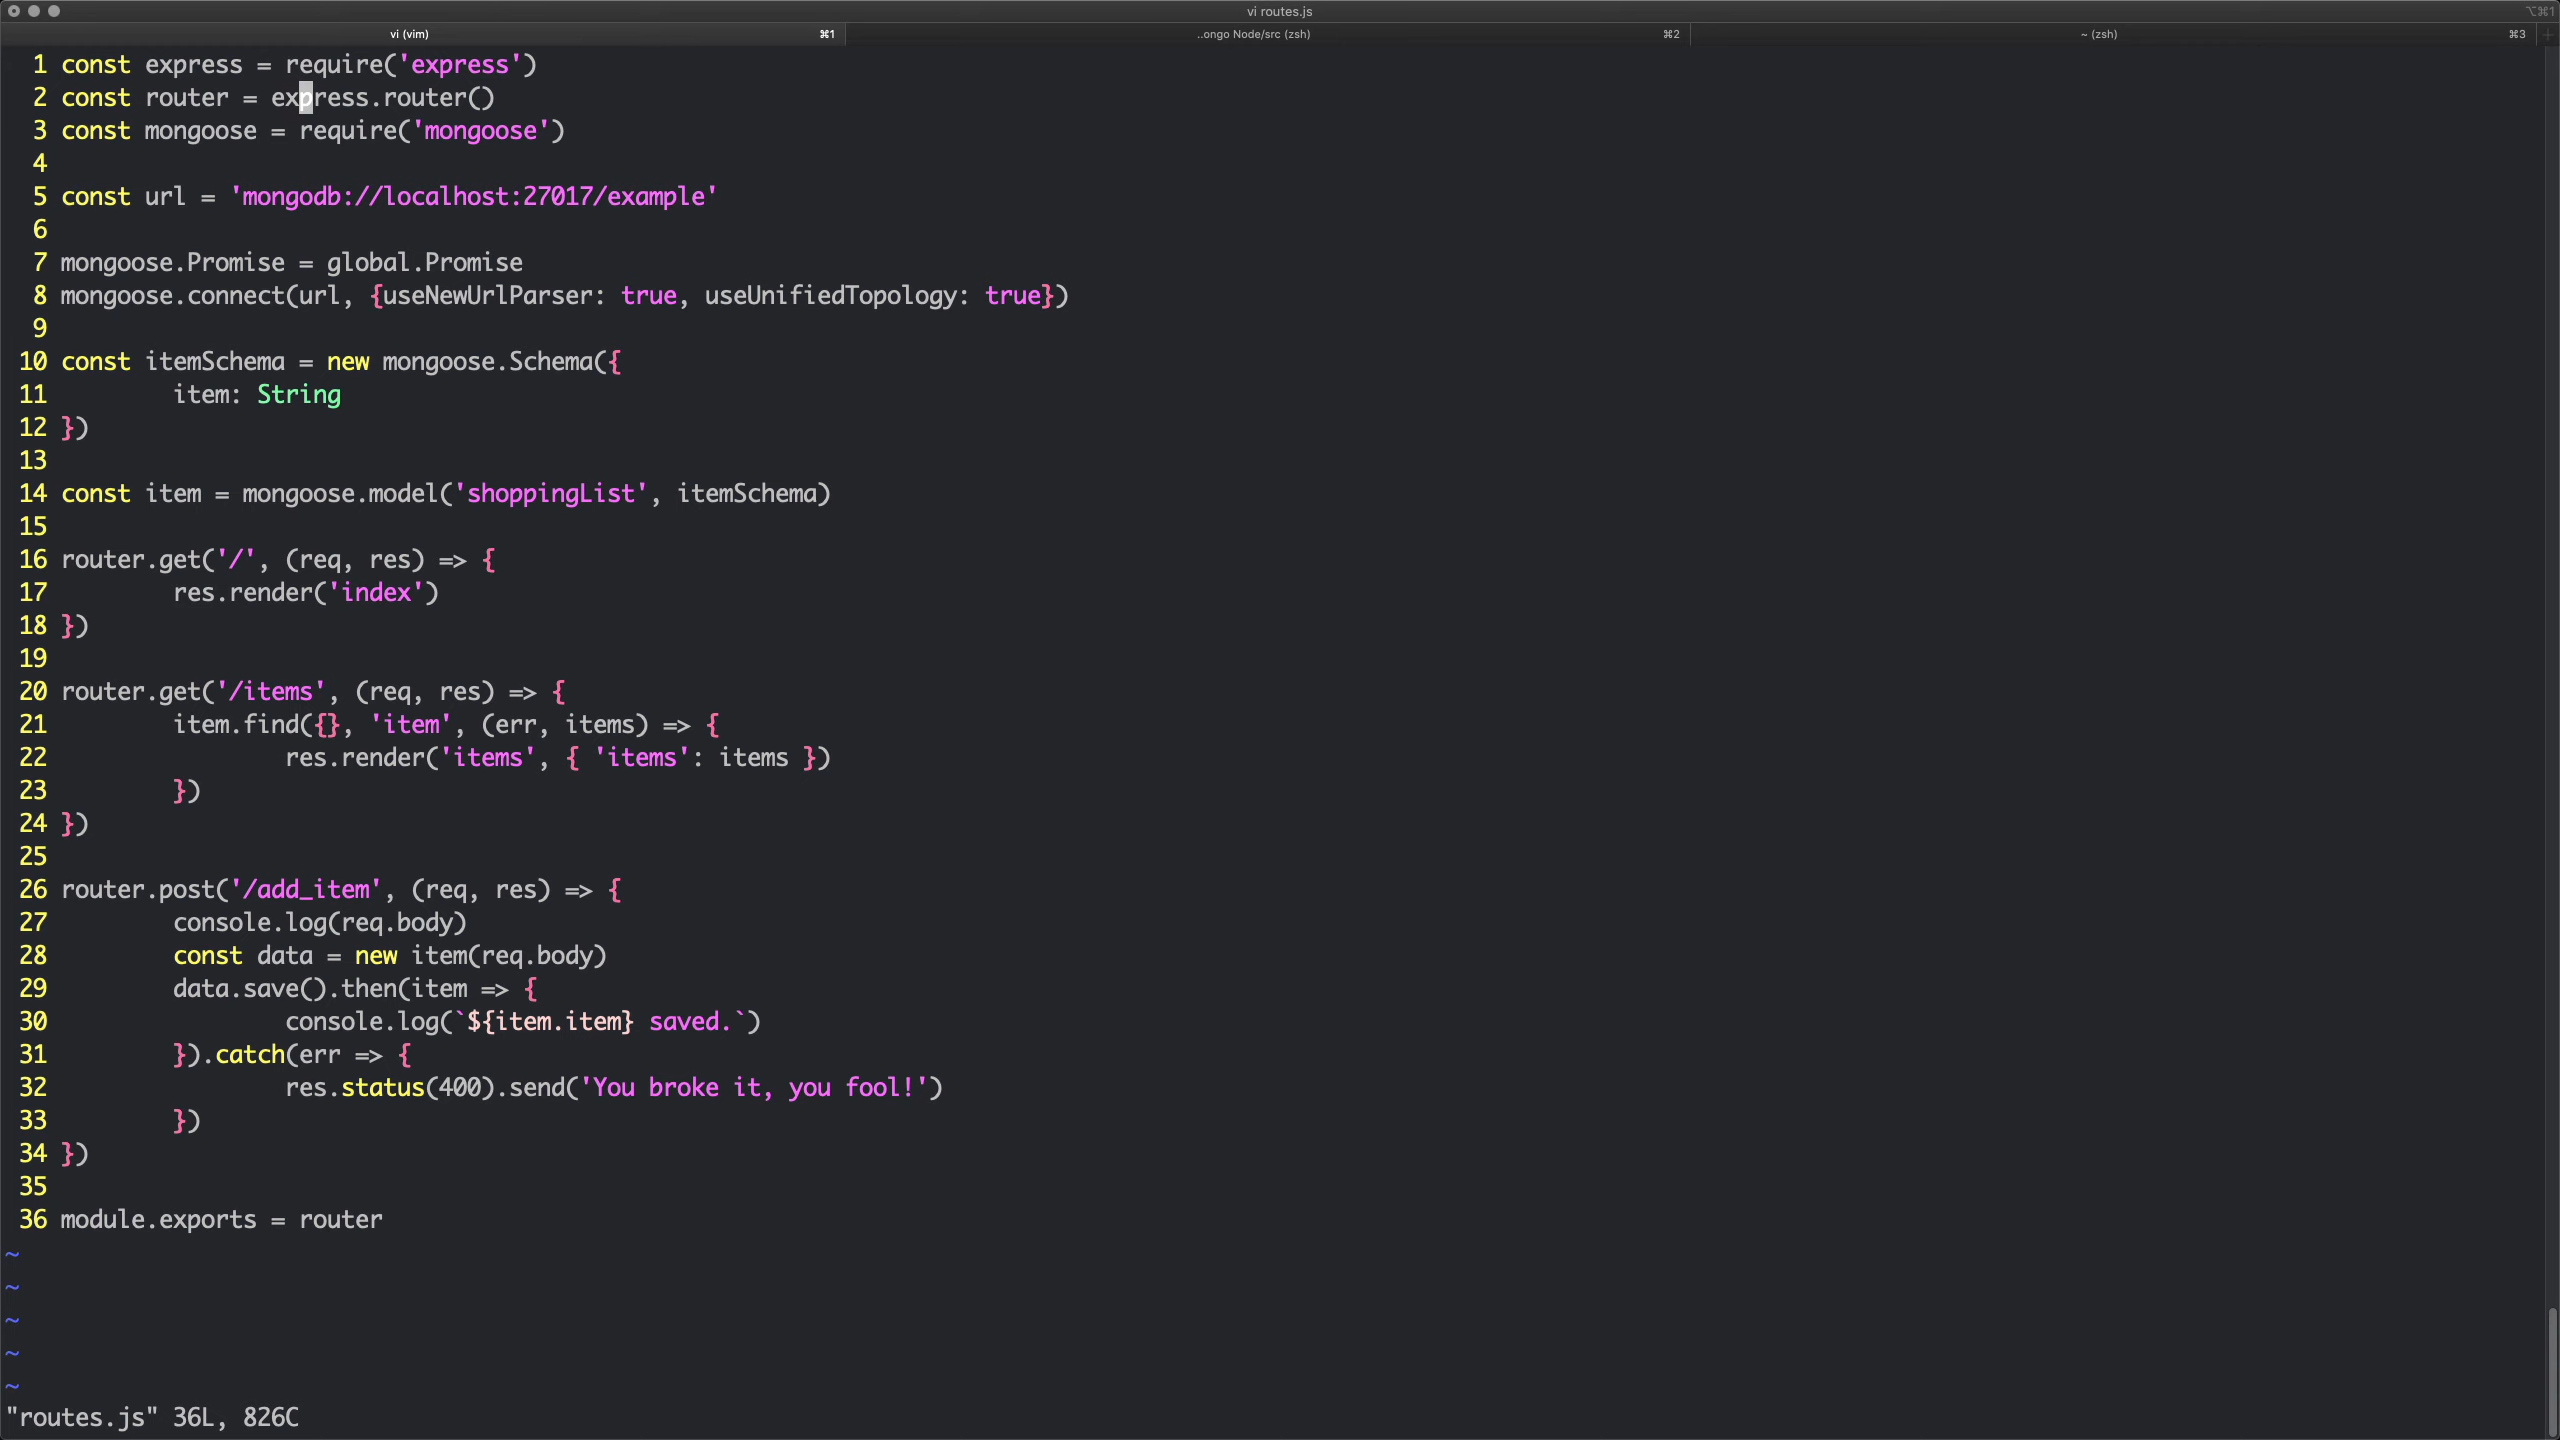 vi routes.js
⌥⌘1
vi (vim) ⌘1 ..ongo Node/src (zsh) ⌘2 ~ (zsh) ⌘3
1 const express = require('express')
2 const router = express.router()
3 const mongoose = require('mongoose')
4
5 const url = 'mongodb://localhost:27017/example'
6
7 mongoose.Promise = global.Promise
8 mongoose.connect(url, {useNewUrlParser: true, useUnifiedTopology: true})
9
10 const itemSchema = new mongoose.Schema({
11         item: String
12 })
13
14 const item = mongoose.model('shoppingList', itemSchema)
15
16 router.get('/', (req, res) => {
17         res.render('index')
18 })
19
20 router.get('/items', (req, res) => {
21         item.find({}, 'item', (err, items) => {
22                 res.render('items', { 'items': items })
23         })
24 })
25
26 router.post('/add_item', (req, res) => {
27         console.log(req.body)
28         const data = new item(req.body)
29         data.save().then(item => {
30                 console.log(`${item.item} saved.`)
31         }).catch(err => {
32                 res.status(400).send('You broke it, you fool!')
33         })
34 })
35
36 module.exports = router
~
~
~
~
~
"routes.js" 36L, 826C